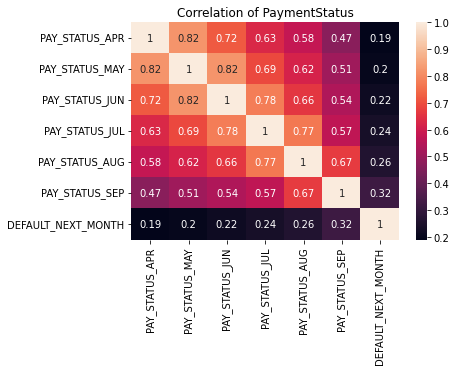 Correlation of PaymentStatus
PAY_STATUS_APR 1 0.82 0.72 0.63 0.58 0.47 0.19
PAY_STATUS_MAY 0.82 1 0.82 0.69 0.62 0.51 0.2
PAY_STATUS_JUN 0.72 0.82 1 0.78 0.66 0.54 0.22
PAY_STATUS_JUL 0.63 0.69 0.78 1 0.77 0.57 0.24
PAY_STATUS_AUG 0.58 0.62 0.66 0.77 1 0.67 0.26
PAY_STATUS_SEP 0.47 0.51 0.54 0.57 0.67 1 0.32
DEFAULT_NEXT_MONTH 0.19 0.2 0.22 0.24 0.26 0.32 1
PAY_STATUS_APR
PAY_STATUS_MAY
PAY_STATUS_JUN
PAY_STATUS_JUL
PAY_STATUS_AUG
PAY_STATUS_SEP
DEFAULT_NEXT_MONTH
1.0
0.9
0.8
0.7
0.6
0.5
0.4
0.3
0.2